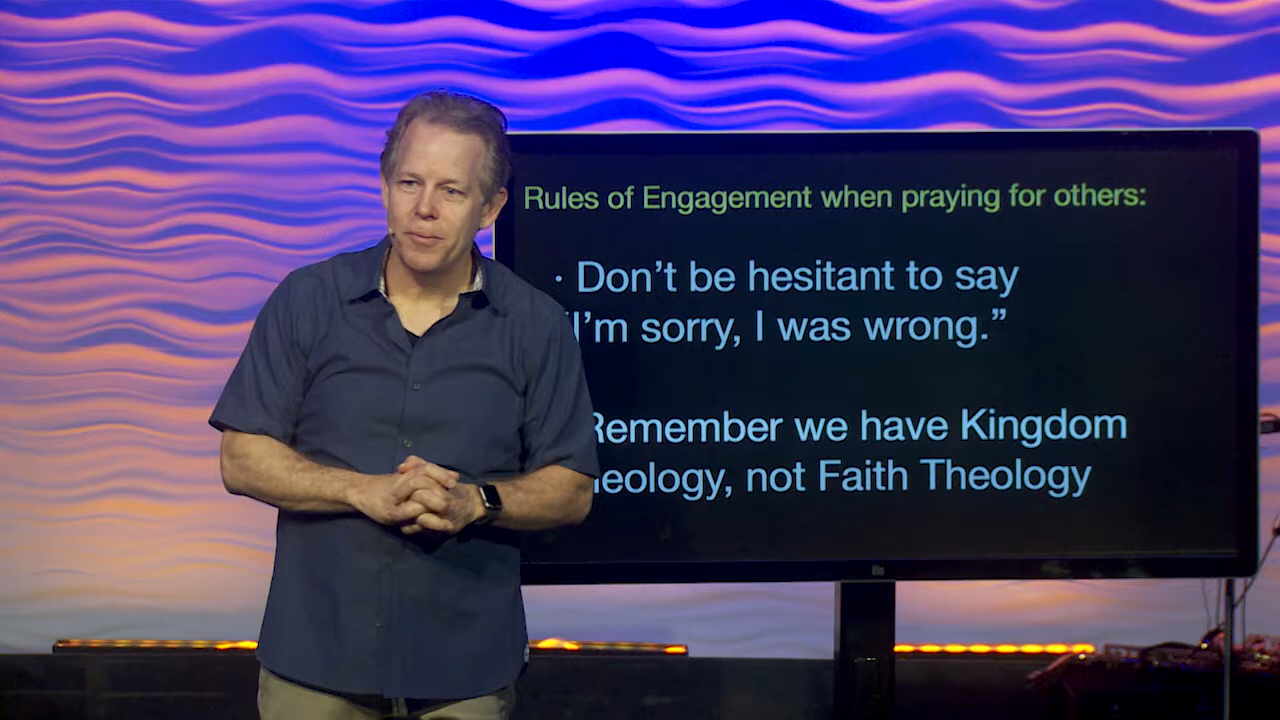 Rules of Engagement when praying for others:
· Don’t be hesitant to say
I’m sorry, I was wrong.”
Remember we have Kingdom
eology, not Faith Theology